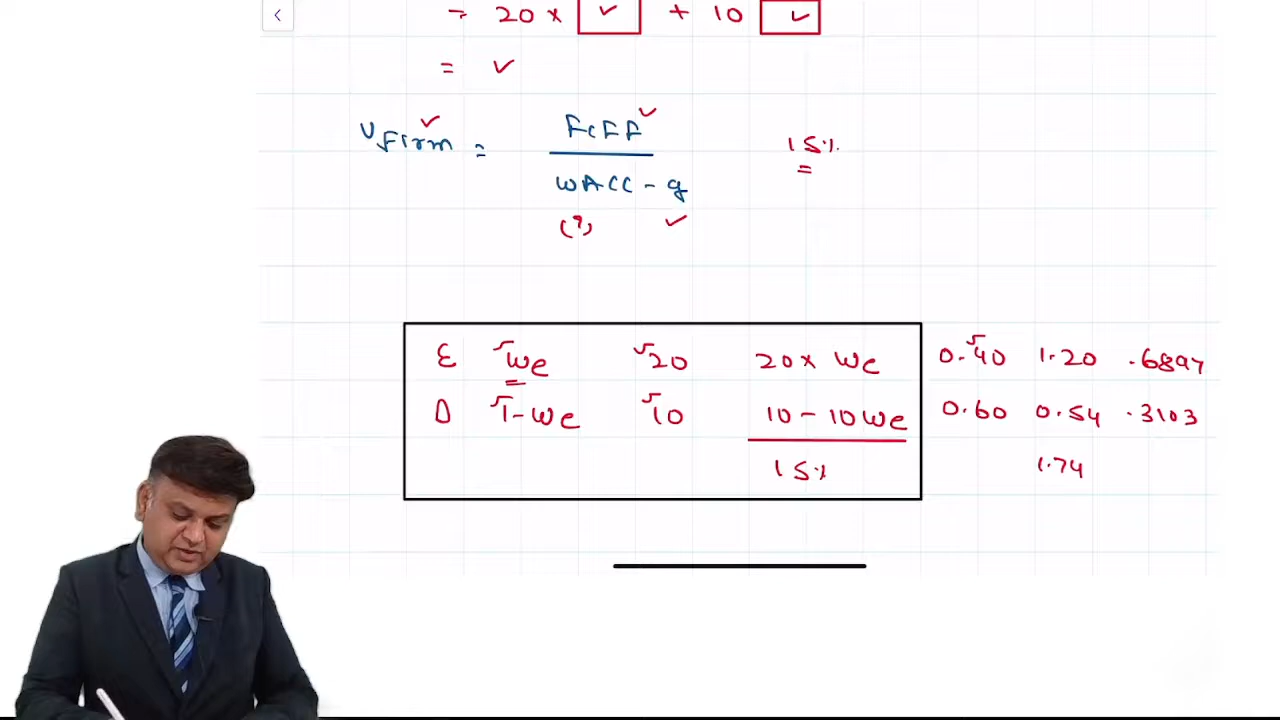 = 20 x ✓ + 10 ✓
= ✓
V Firm ✓ = FCFF ✓
WACC - g
(?) ✓
15%
=
E ✓We ✓20 20 x We 0.✓40 1.20 .6897
D ✓1-We ✓10 10 - 10We 0.60 0.54 .3103
15% 1.74